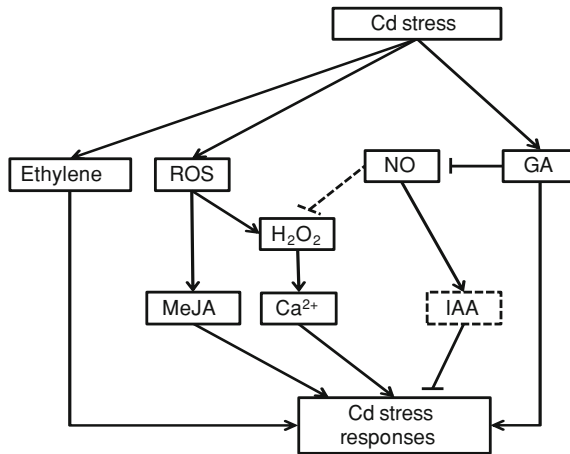 Cd stress
Ethylene
ROS
NO
GA
H₂O₂
MeJA
Ca²⁺
IAA
Cd stress
responses